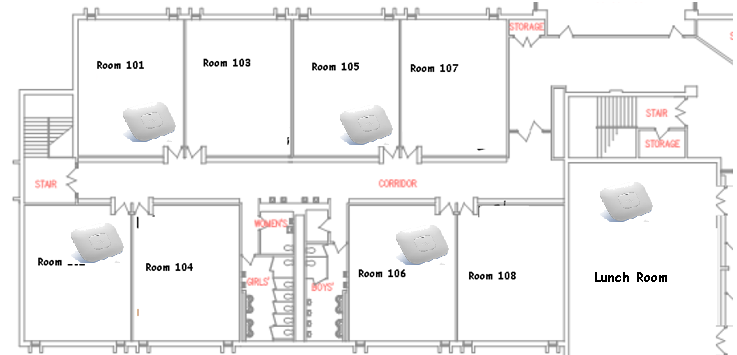 STORAGE
Room 101
Room 103
Room 105
Room 107
STAIR
STORAGE
STAIR
CORRIDOR
WOMEN'S
Room
Room 104
GIRLS'
BOYS'
Room 106
Room 108
Lunch Room